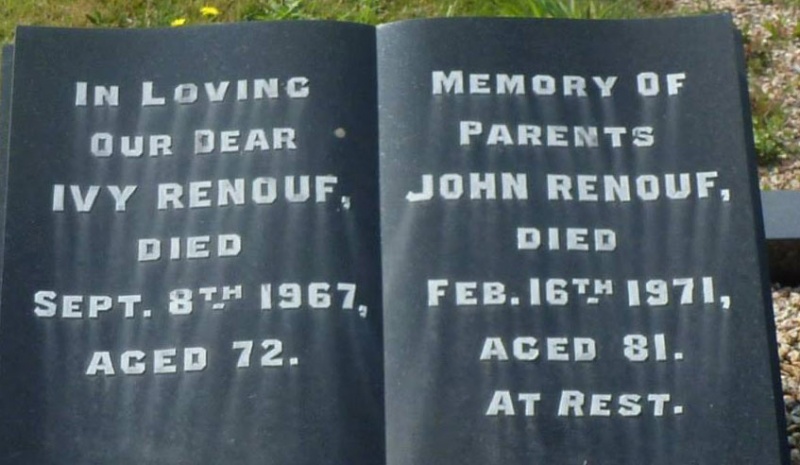 IN LOVING MEMORY OF
OUR DEAR PARENTS
IVY RENOUF,
DIED
SEPT. 8TH 1967,
AGED 72.
JOHN RENOUF,
DIED
FEB. 16TH 1971,
AGED 81.
AT REST.